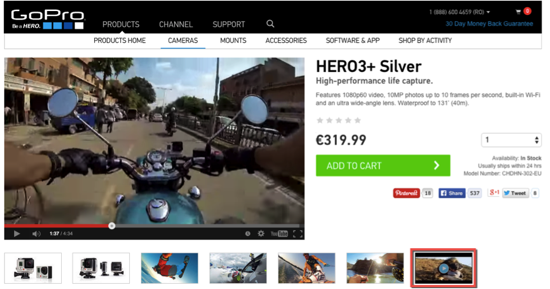 GoPro
Be a HERO.
PRODUCTS
CHANNEL
SUPPORT
1 (888) 600 4659 (RO)
0
30 Day Money Back Guarantee
PRODUCTS HOME
CAMERAS
MOUNTS
ACCESSORIES
SOFTWARE & APP
SHOP BY ACTIVITY
HERO3+ Silver
High-performance life capture.
Features 1080p60 video, 10MP photos up to 10 frames per second, built-in Wi-Fi
and an ultra wide-angle lens. Waterproof to 131' (40m).
€319.99
1
ADD TO CART
Availability: In Stock
Usually ships within 24 hrs
Model Number: CHDHN-302-EU
Pinterest 18
Share 537
+1
Tweet 0
1:37 / 4:34
YouTube